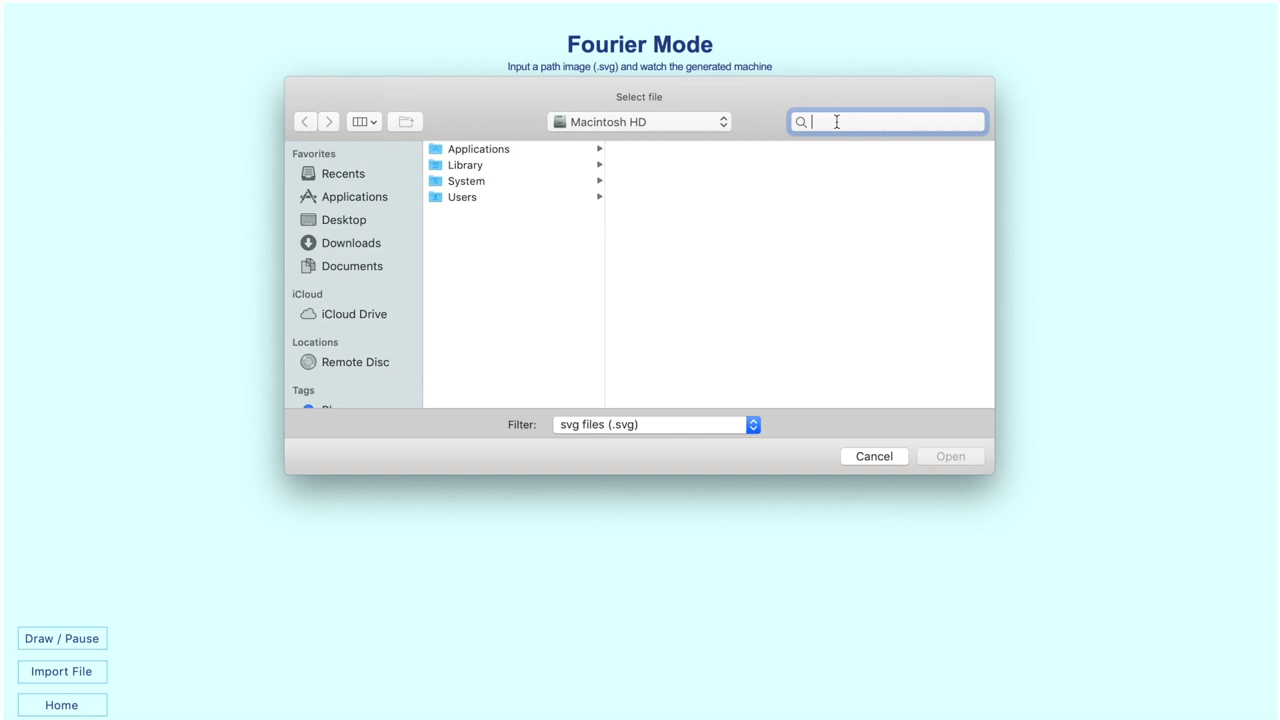 Fourier Mode
Input a path image (.svg) and watch the generated machine
Select file
Macintosh HD
Favorites
Recents
Applications
Desktop
Downloads
Documents
iCloud
iCloud Drive
Locations
Remote Disc
Tags
Applications
Library
System
Users
Filter:
svg files (.svg)
Cancel
Open
Draw / Pause
Import File
Home